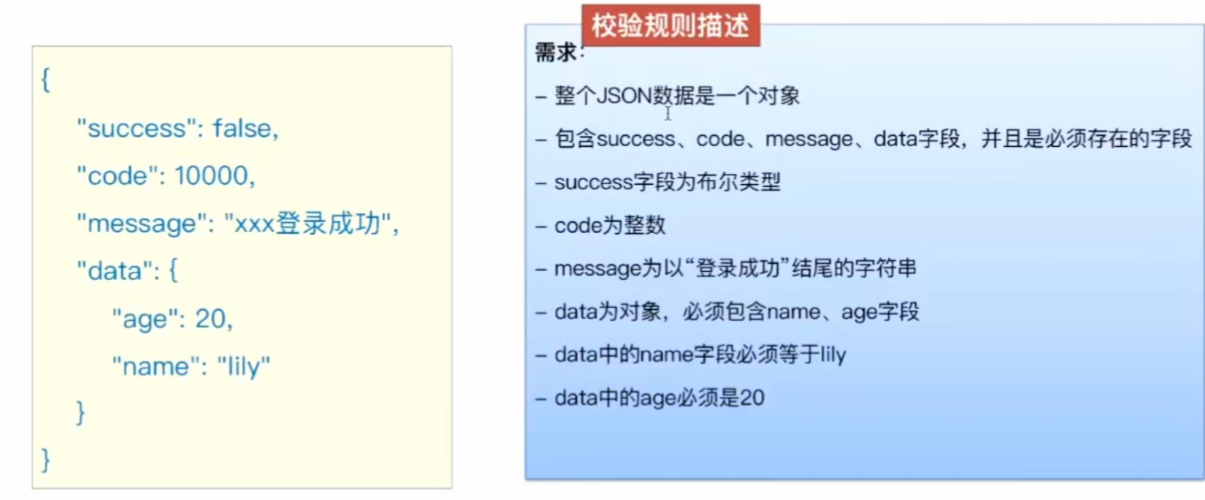 {
"success": false,
"code": 10000,
"message": "xxx登录成功",
"data": {
"age": 20,
"name": "lily"
}
}
校验规则描述
需求:
- 整个JSON数据是一个对象
- 包含success、code、message、data字段，并且是必须存在的字段
- success字段为布尔类型
- code为整数
- message为以“登录成功”结尾的字符串
- data为对象，必须包含name、age字段
- data中的name字段必须等于lily
- data中的age必须是20